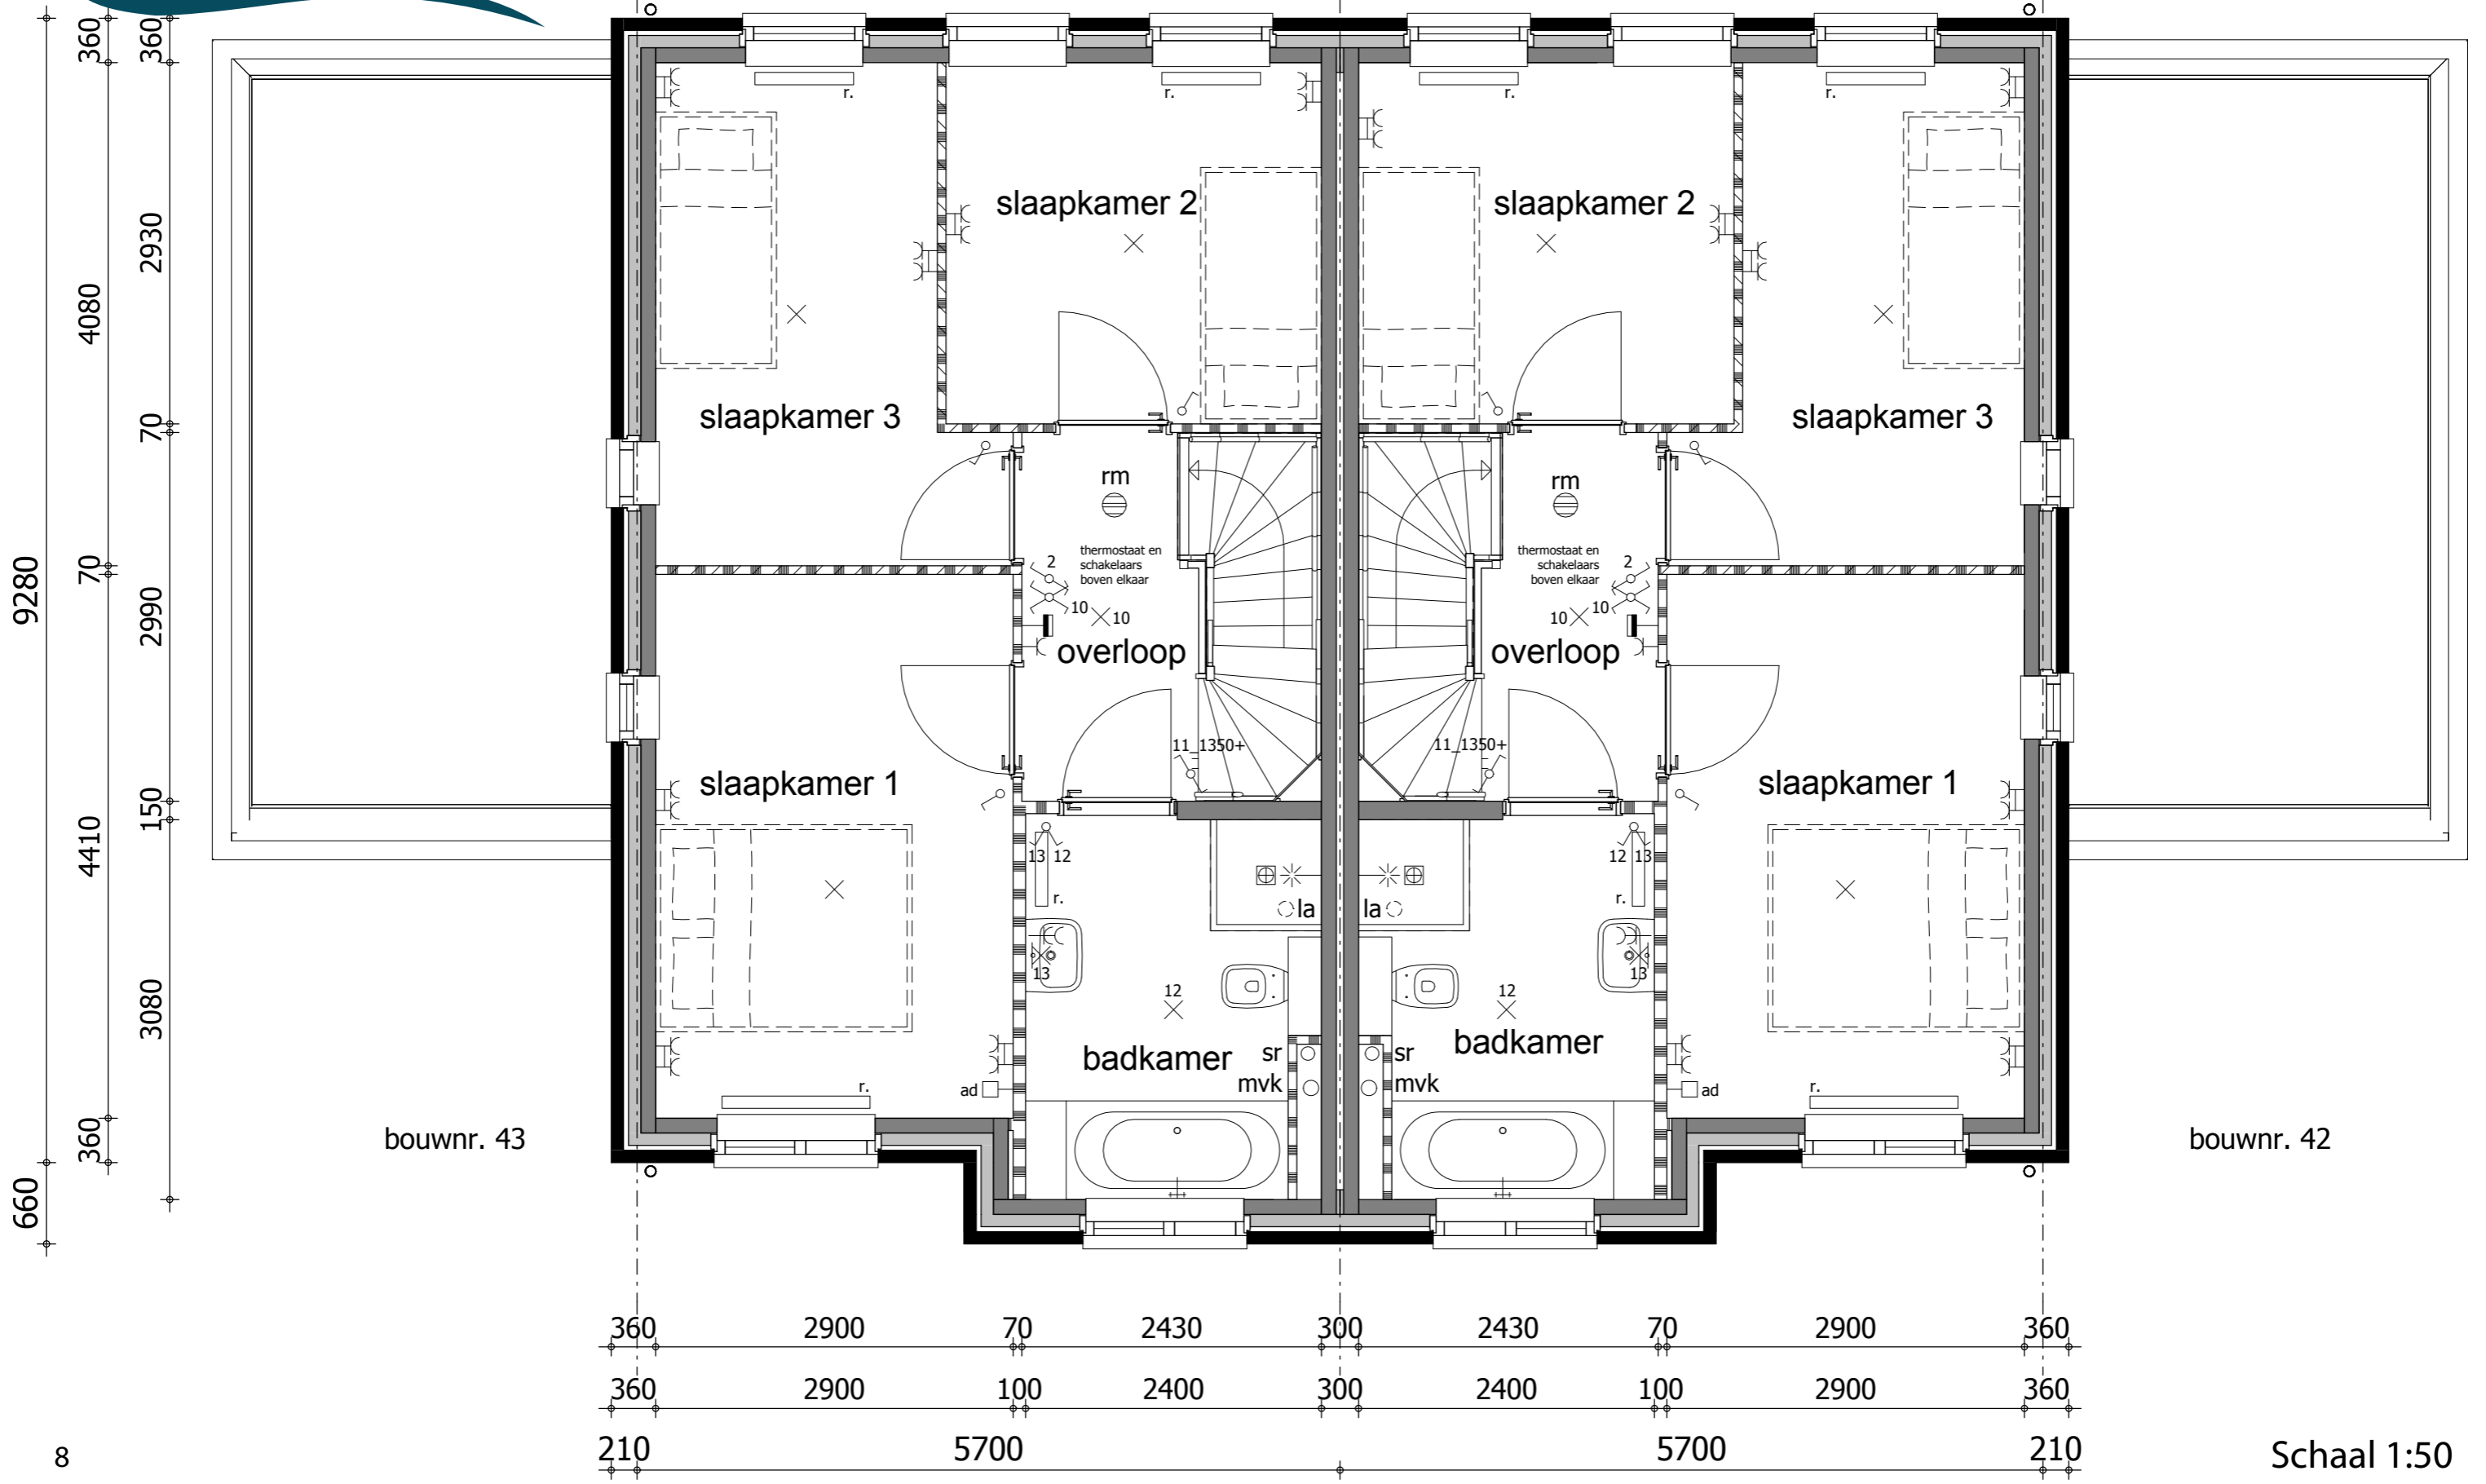 360
360
r.
r.
r.
r.
2930
slaapkamer 2
slaapkamer 2
4080
slaapkamer 3
slaapkamer 3
70
rm
rm
thermostaat en
schakelaars
boven elkaar
thermostaat en
schakelaars
boven elkaar
2
2
70
9280
2990
10
10
10
10
overloop
overloop
11_1350+
11_1350+
slaapkamer 1
slaapkamer 1
150
4410
13
12
12
13
r.
r.
la
la
13
13
12
12
3080
badkamer
badkamer
sr
sr
mvk
mvk
r.
r.
ad
ad
360
bouwnr. 43
bouwnr. 42
660
360
2900
70
2430
300
2430
70
2900
360
360
2900
100
2400
300
2400
100
2900
360
210
5700
5700
210
8
Schaal 1:50